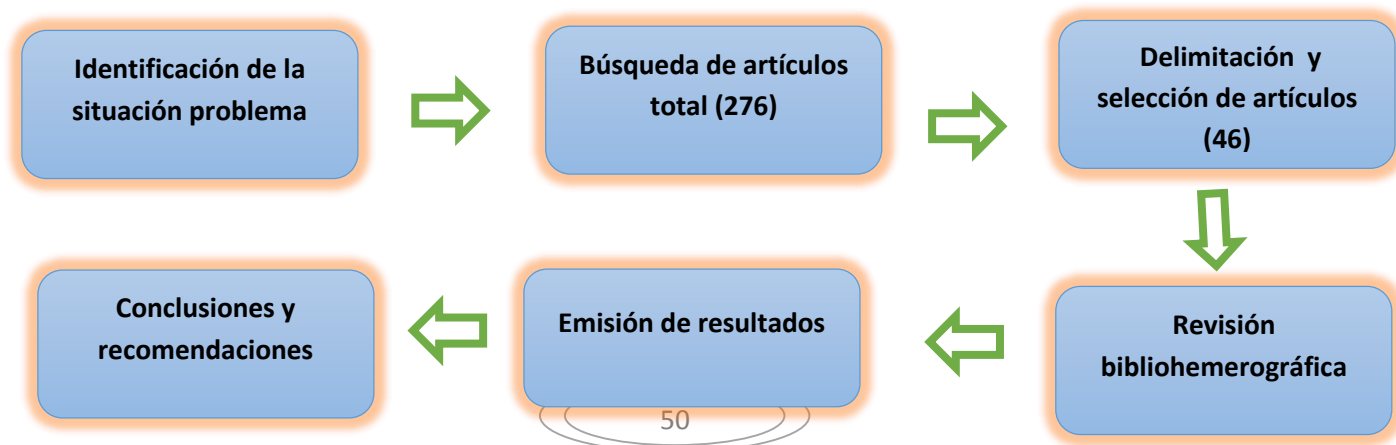 Identificación de la
situación problema
Búsqueda de artículos
total (276)
Delimitación y
selección de artículos
(46)
Revisión
bibliohemerográfica
Emisión de resultados
Conclusiones y
recomendaciones
50